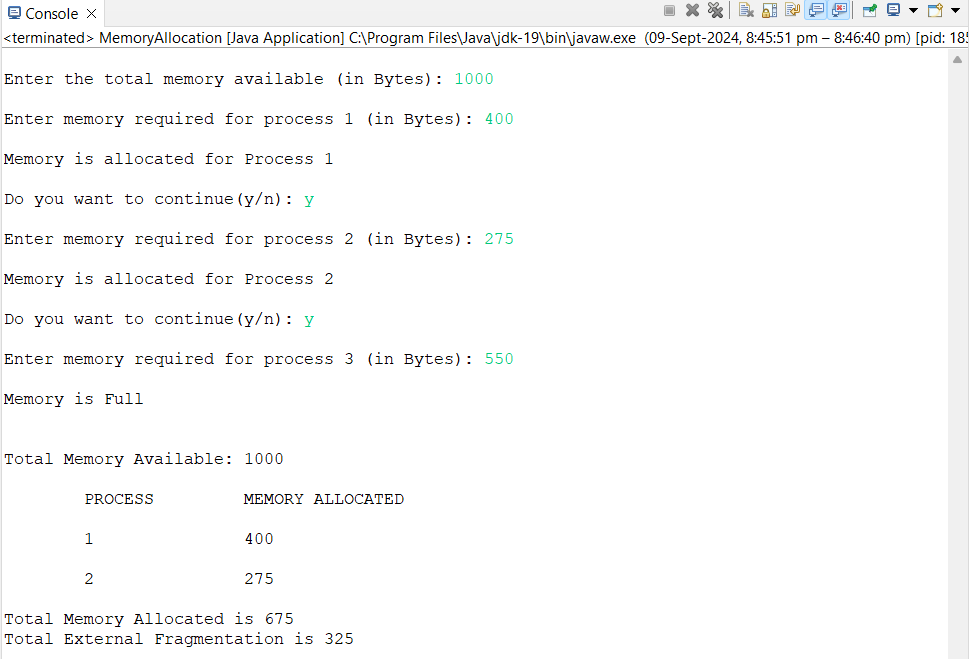 Console
<terminated> MemoryAllocation [Java Application] C:\Program Files\Java\jdk-19\bin\javaw.exe (09-Sept-2024, 8:45:51 pm – 8:46:40 pm) [pid: 185
Enter the total memory available (in Bytes): 1000
Enter memory required for process 1 (in Bytes): 400
Memory is allocated for Process 1
Do you want to continue(y/n): y
Enter memory required for process 2 (in Bytes): 275
Memory is allocated for Process 2
Do you want to continue(y/n): y
Enter memory required for process 3 (in Bytes): 550
Memory is Full
Total Memory Available: 1000
PROCESS MEMORY ALLOCATED
1 400
2 275
Total Memory Allocated is 675
Total External Fragmentation is 325